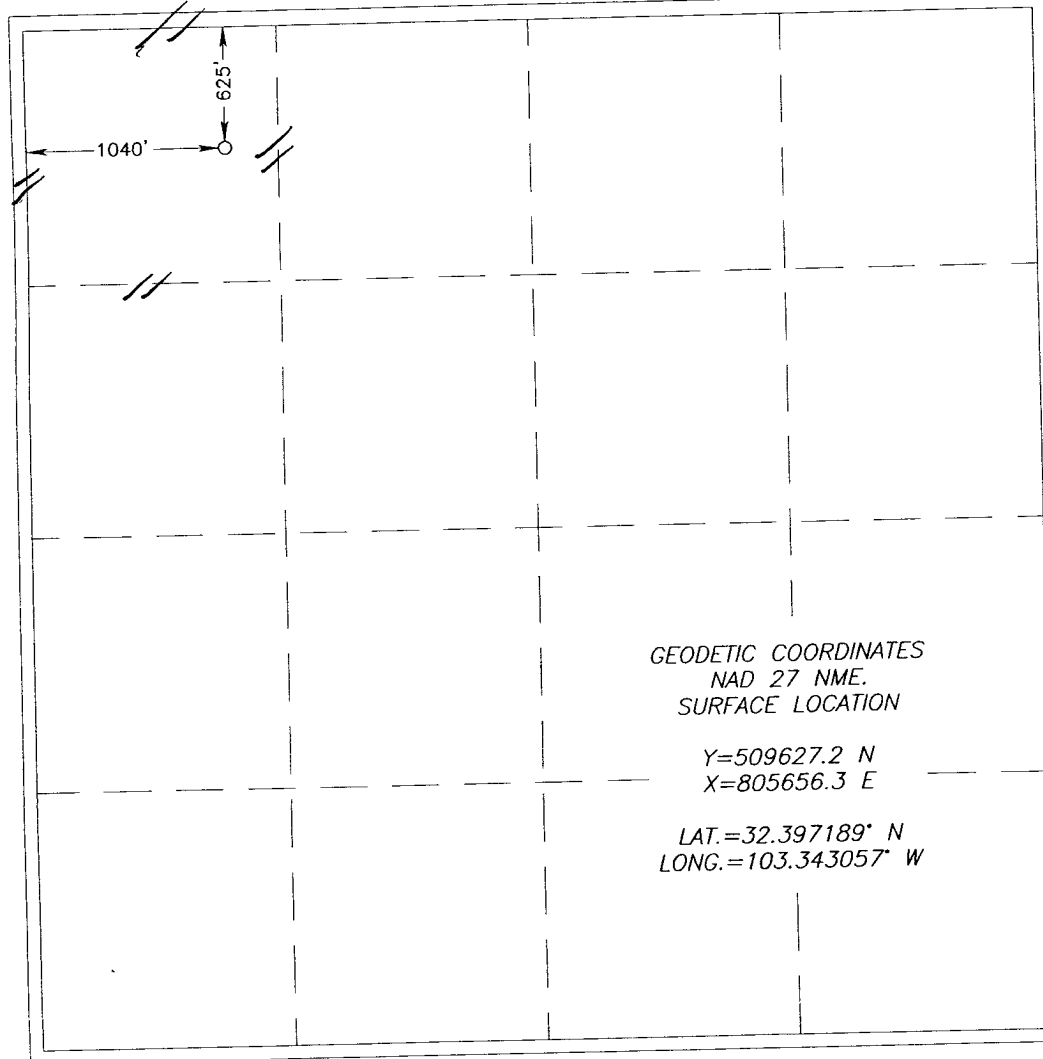 625'
1040'
GEODETIC COORDINATES
NAD 27 NME.
SURFACE LOCATION
Y=509627.2 N
X=805656.3 E
LAT.=32.397189° N
LONG.=103.343057° W